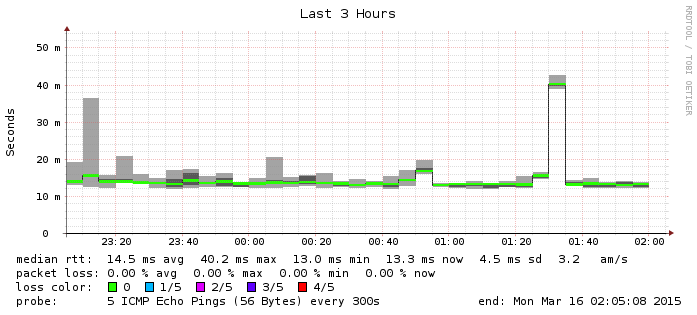 Last 3 Hours
RRDTOOL / TOBI OETIKER
Seconds
50 m
40 m
30 m
20 m
10 m
0
23:20 23:40 00:00 00:20 00:40 01:00 01:20 01:40 02:00
median rtt: 14.5 ms avg 40.2 ms max 13.0 ms min 13.3 ms now 4.5 ms sd 3.2 am/s
packet loss: 0.00 % avg 0.00 % max 0.00 % min 0.00 % now
loss color: 0 1/5 2/5 3/5 4/5
probe: 5 ICMP Echo Pings (56 Bytes) every 300s end: Mon Mar 16 02:05:08 2015